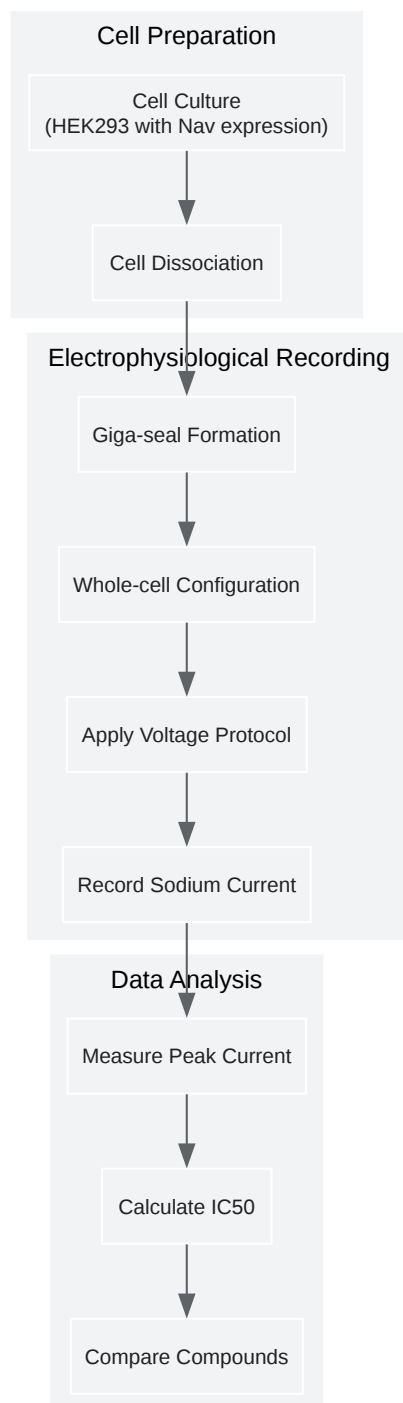 Cell Preparation
Cell Culture
(HEK293 with Nav expression)
Cell Dissociation
Electrophysiological Recording
Giga-seal Formation
Whole-cell Configuration
Apply Voltage Protocol
Record Sodium Current
Data Analysis
Measure Peak Current
Calculate IC50
Compare Compounds